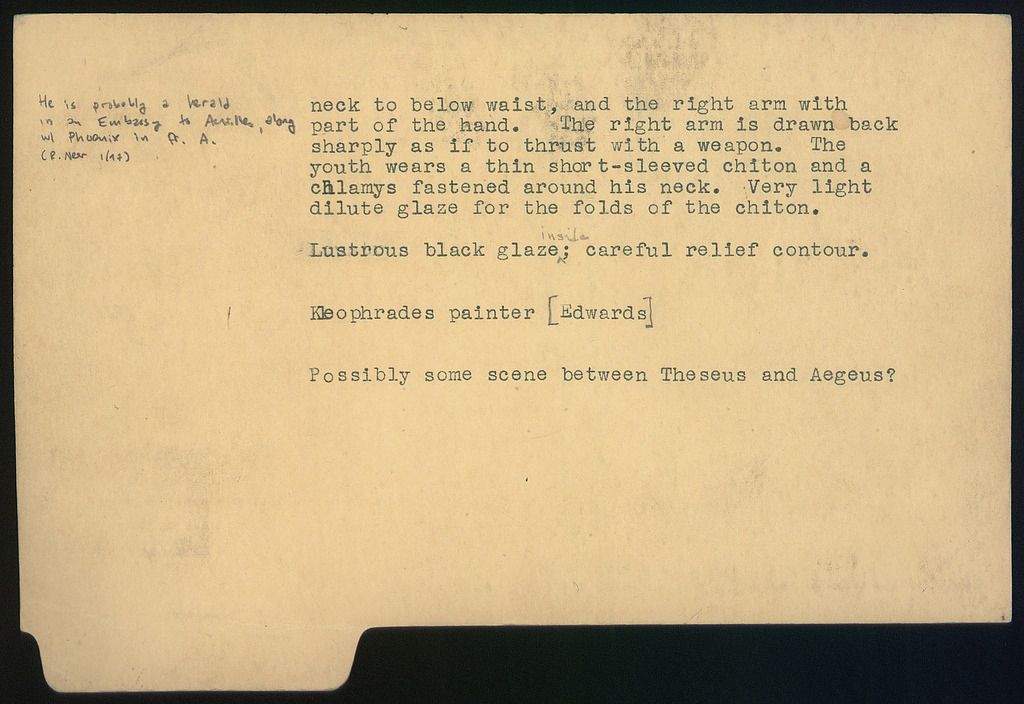 He is probably a herald
in an Embassy to Achilles, along
w/ Phoenix in fr. A.
neck to below waist, and the right arm with
part of the hand.  The right arm is drawn back
sharply as if to thrust with a weapon.  The
youth wears a thin short-sleeved chiton and a
chlamys fastened around his neck.  Very light
dilute glaze for the folds of the chiton.
inside
Lustrous black glaze; careful relief contour.
Kleophrades painter [Edwards]
Possibly some scene between Theseus and Aegeus?